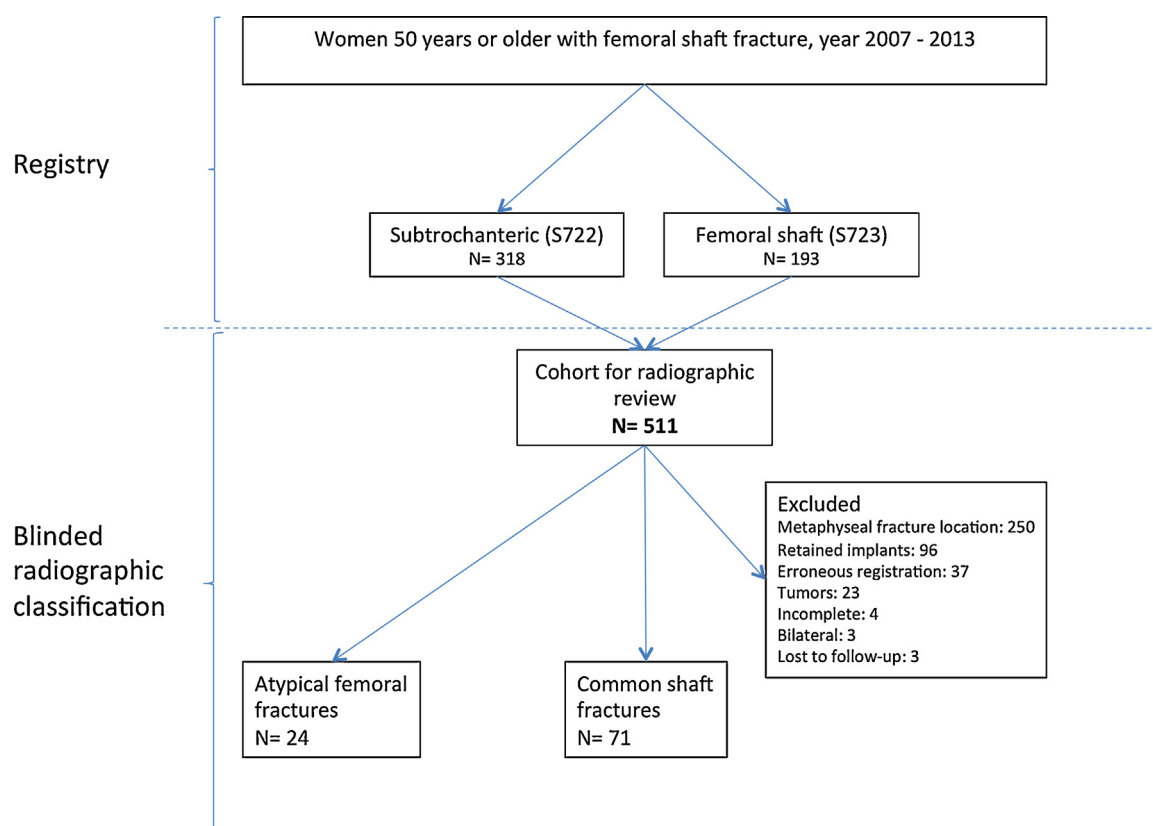 Women 50 years or older with femoral shaft fracture, year 2007 - 2013
Registry
Subtrochanteric (S722)
N= 318
Femoral shaft (S723)
N= 193
Cohort for radiographic
review
N= 511
Excluded
Metaphyseal fracture location: 250
Retained implants: 96
Erroneous registration: 37
Tumors: 23
Incomplete: 4
Bilateral: 3
Lost to follow-up: 3
Blinded
radiographic
classification
Atypical femoral
fractures
N= 24
Common shaft
fractures
N= 71